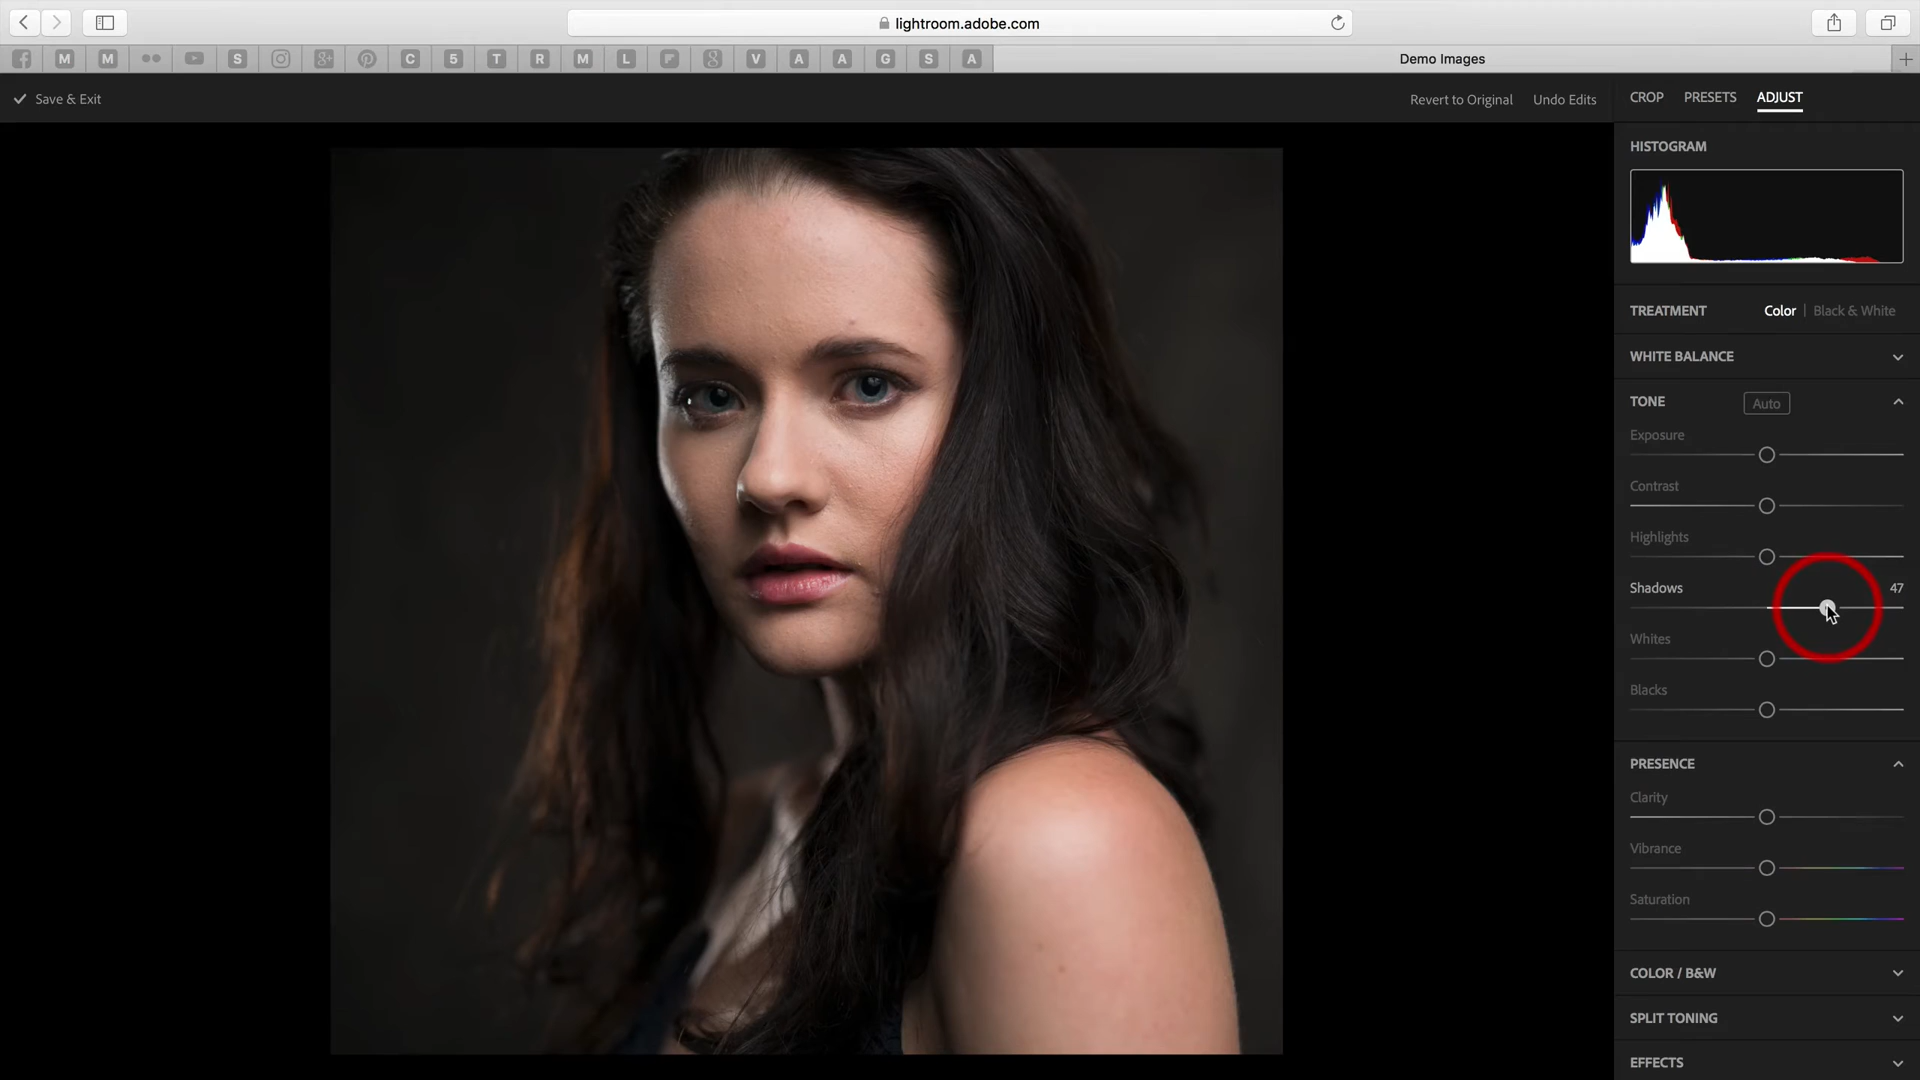 lightroom.adobe.com
M M S C 5 T R M L V A A G S A
Demo Images
Save & Exit
Revert to Original
Undo Edits
CROP
PRESETS
ADJUST
HISTOGRAM
TREATMENT
Color | Black & White
WHITE BALANCE
TONE
Auto
Exposure
Contrast
Highlights
Shadows
47
Whites
Blacks
PRESENCE
Clarity
Vibrance
Saturation
COLOR / B&W
SPLIT TONING
EFFECTS